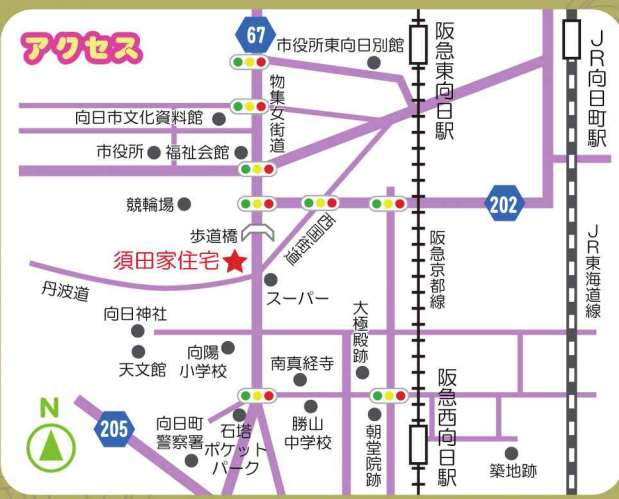 アクセス
67
市役所東向日別館
阪急東向日駅
JR向日町駅
物集女街道
向日市文化資料館
市役所
福祉会館
競輪場
202
歩道橋
西国街道
須田家住宅
阪急京都線
JR東海道線
丹波道
スーパー
向日神社
大極殿跡
天文館
向陽
小学校
南真経寺
阪急西向日駅
N
205
向日町
警察署
石塔
ポケット
パーク
勝山
中学校
朝堂院跡
築地跡